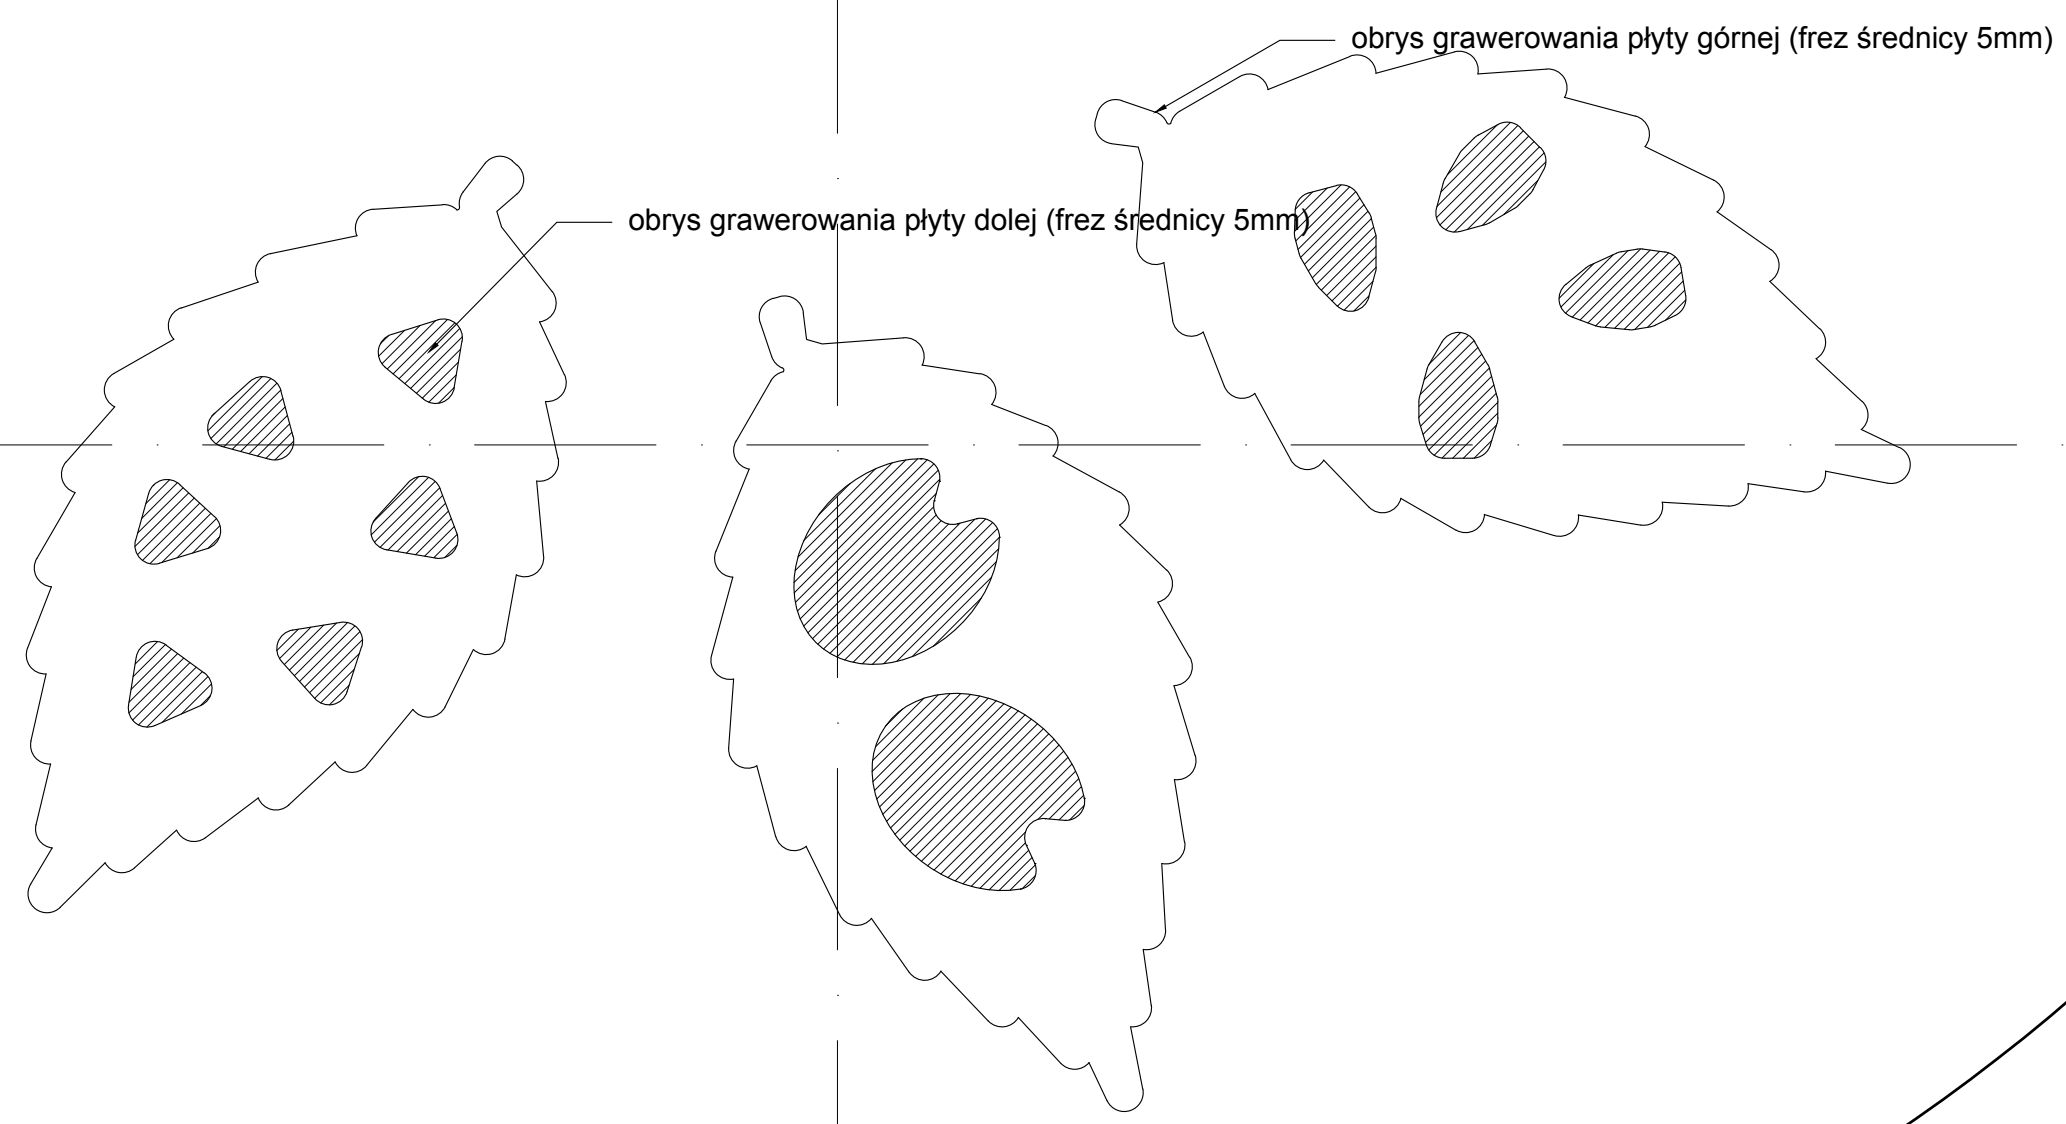 obrys grawerowania płyty górnej (frez średnicy 5mm)
obrys grawerowania płyty dolej (frez średnicy 5mm)